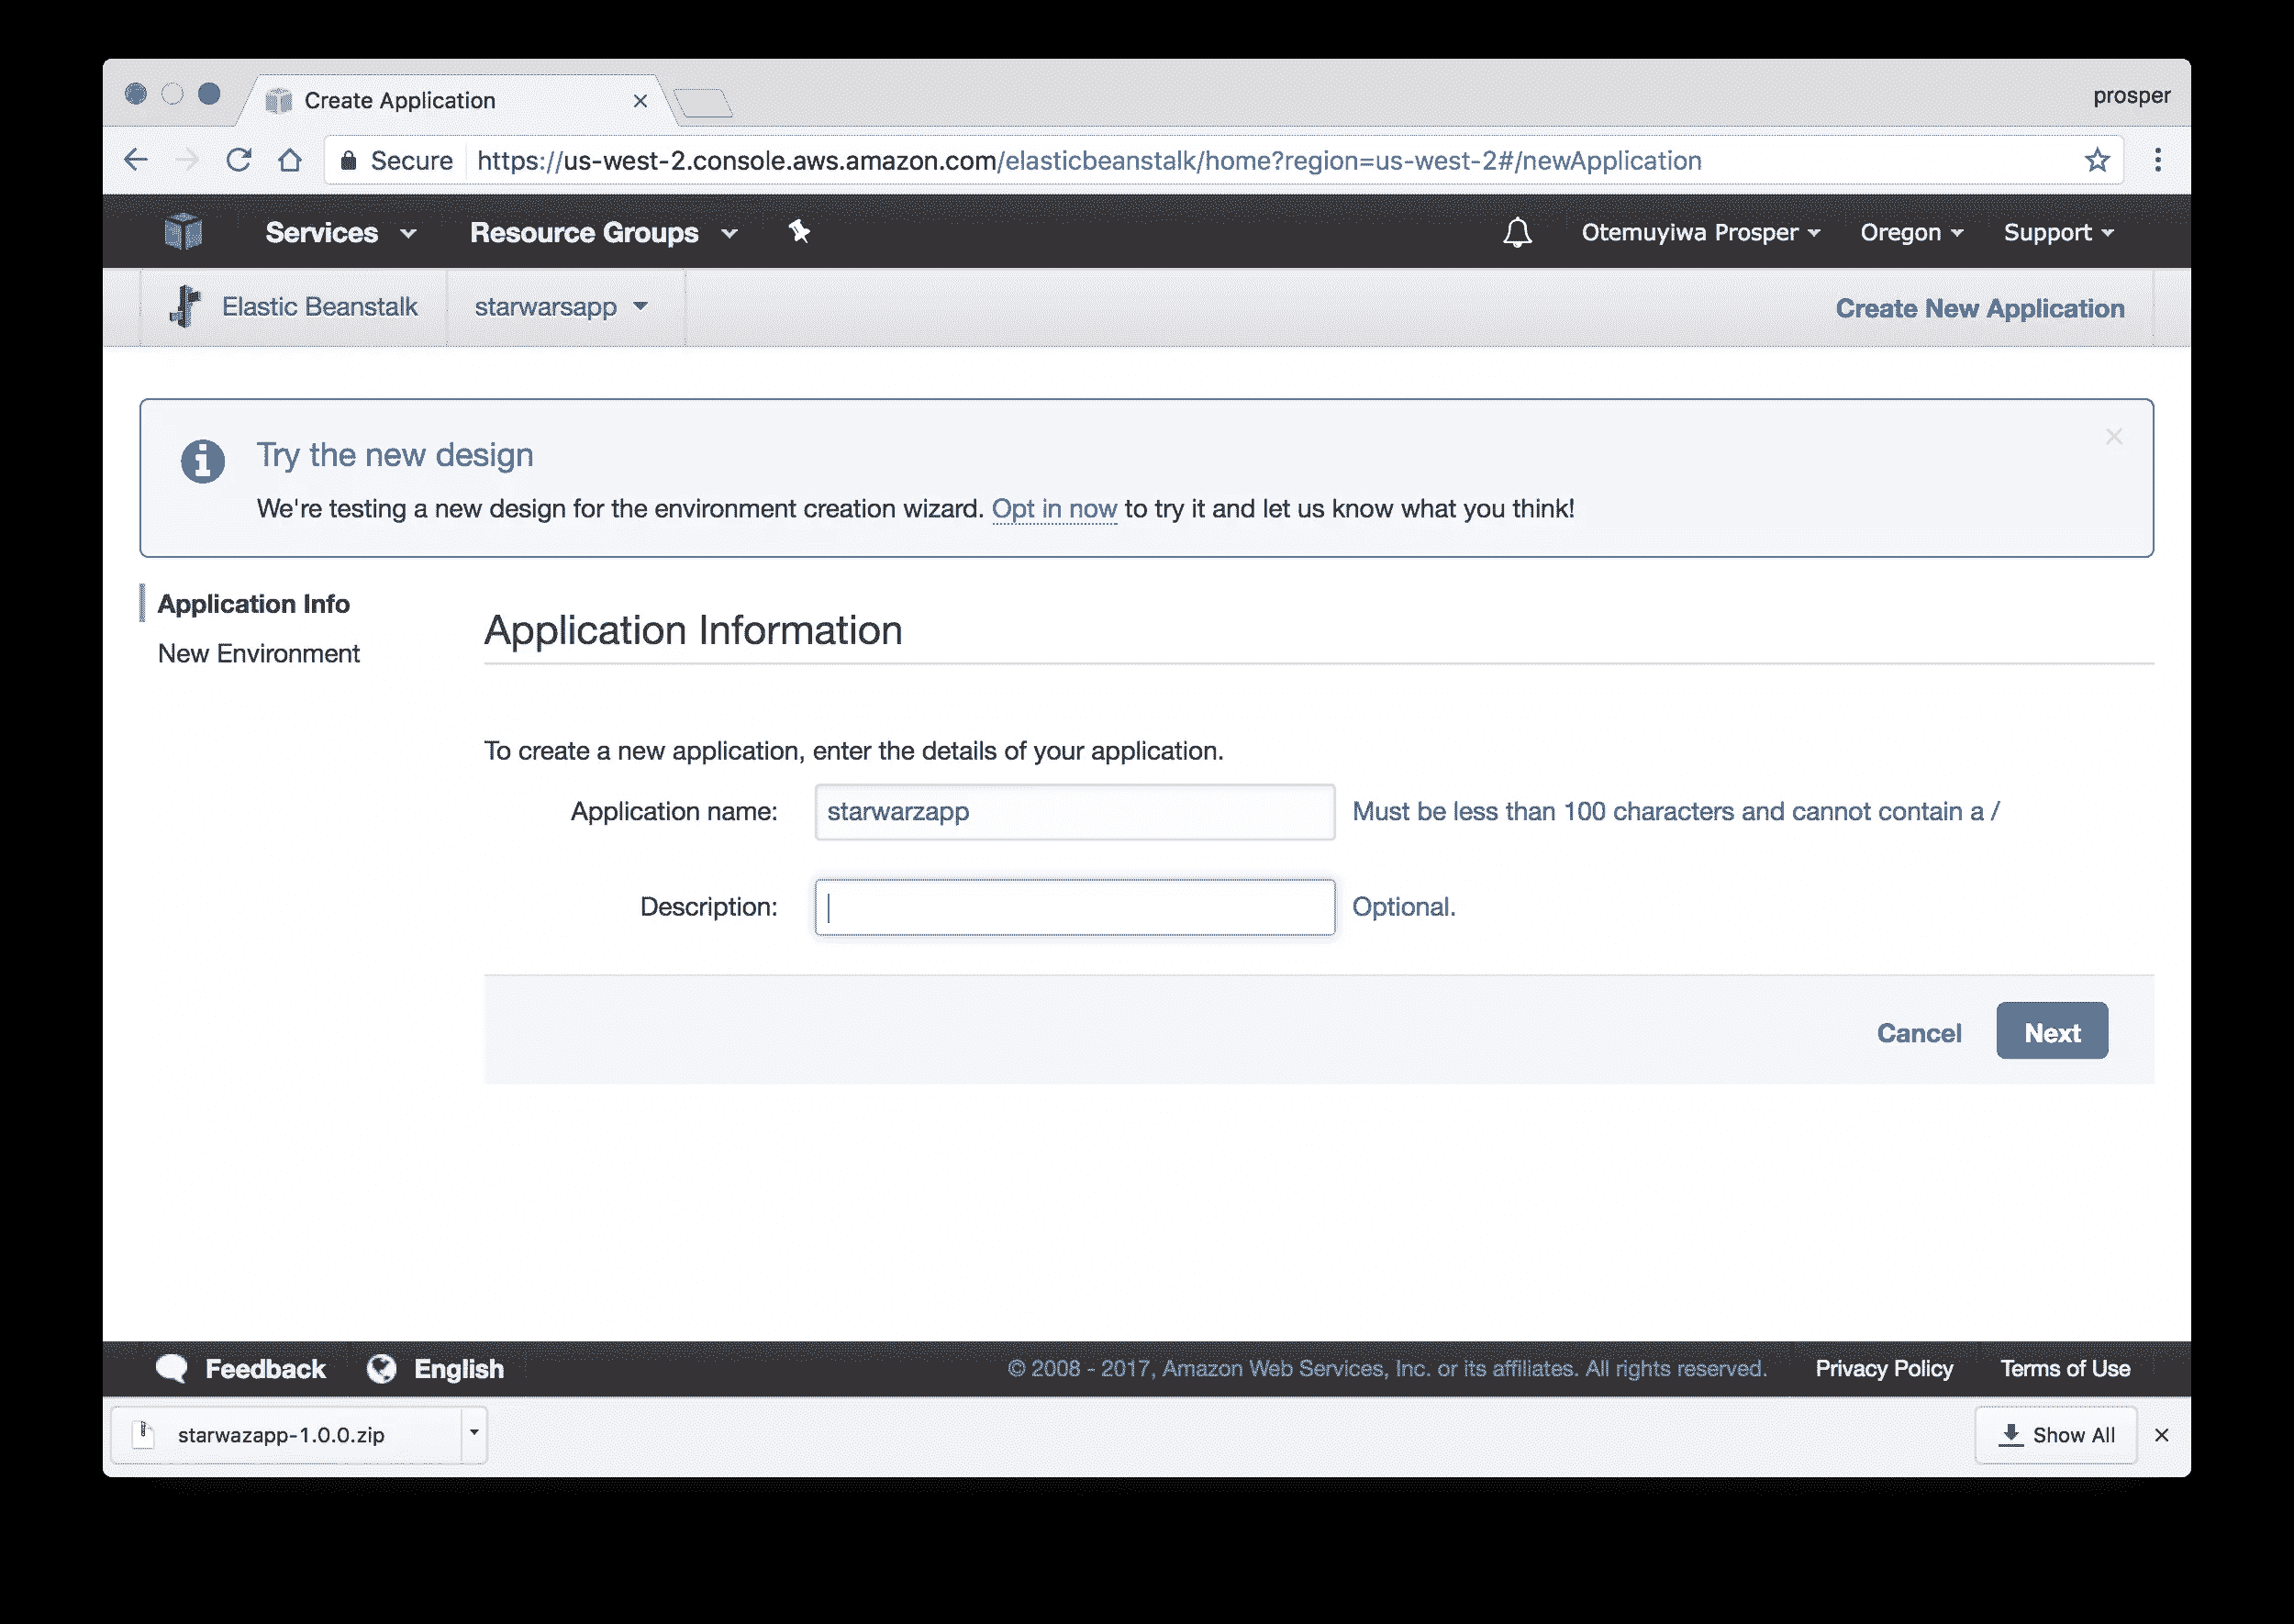 Create Application
prosper
Secure https://us-west-2.console.aws.amazon.com/elasticbeanstalk/home?region=us-west-2#/newApplication
Services Resource Groups Otemuyiwa Prosper Oregon Support
Elastic Beanstalk starwarsapp Create New Application
Try the new design
We're testing a new design for the environment creation wizard. Opt in now to try it and let us know what you think!
Application Info
New Environment
Application Information
To create a new application, enter the details of your application.
Application name: starwarzapp Must be less than 100 characters and cannot contain a /
Description: Optional.
Cancel Next
Feedback English © 2008 - 2017, Amazon Web Services, Inc. or its affiliates. All rights reserved. Privacy Policy Terms of Use
starwazapp-1.0.0.zip Show All